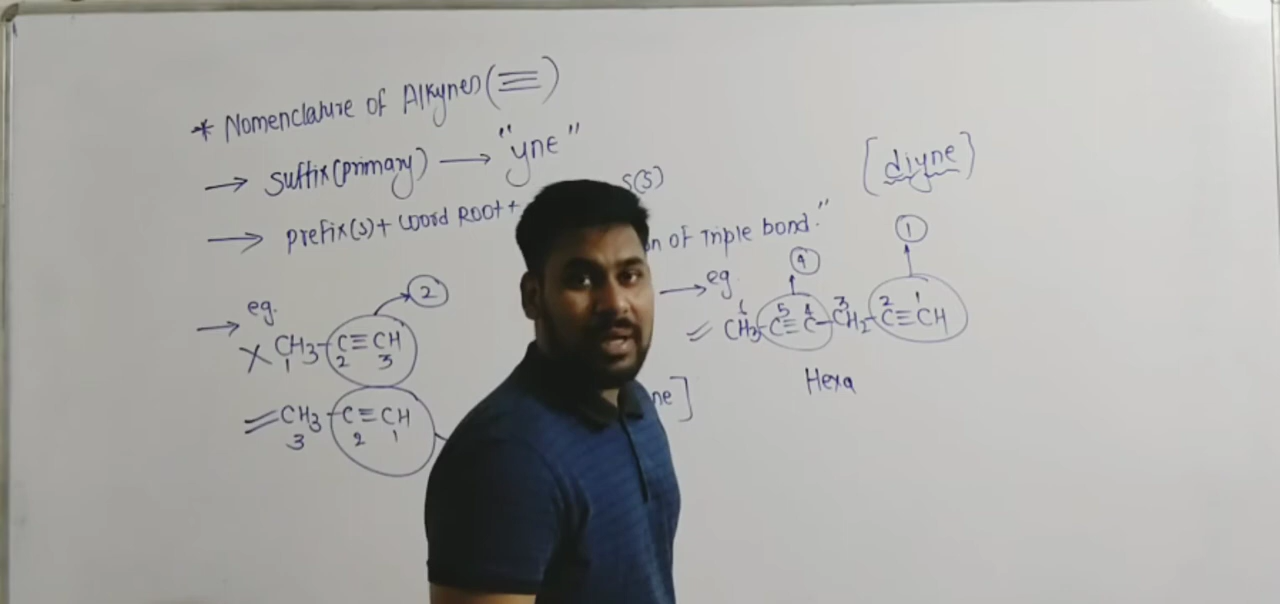 * Nomenclature of Alkynes (≡)
→ suffix(primary) → "yne"
→ prefix(s) + word Root +
s(s)
of Triple bond."
[diyne]
→ eg.
2
X CH3-C≡CH
1 2 3
CH3-C≡CH
3 2 1
ne]
→ eg.
4 1
6 5 4 3 2 1
CH3-C≡C-CH2-C≡CH
Hexa